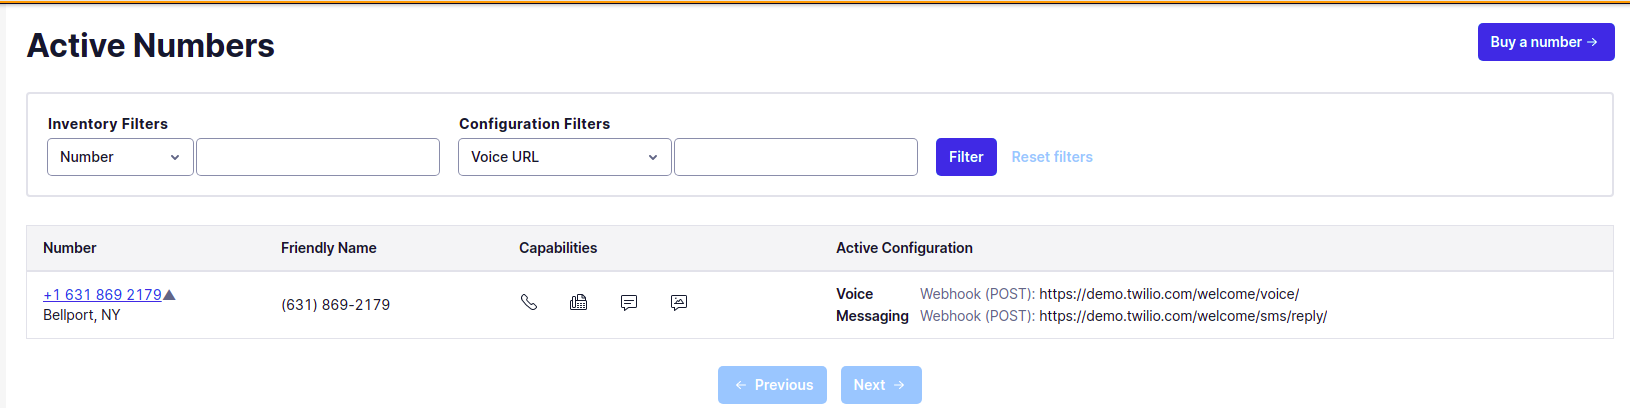 Active Numbers
Buy a number →
Inventory Filters
Configuration Filters
Number
Voice URL
Filter
Reset filters
Number Friendly Name Capabilities Active Configuration
+1 631 869 2179
Bellport, NY
(631) 869-2179
Voice Webhook (POST): https://demo.twilio.com/welcome/voice/
Messaging Webhook (POST): https://demo.twilio.com/welcome/sms/reply/
← Previous
Next →